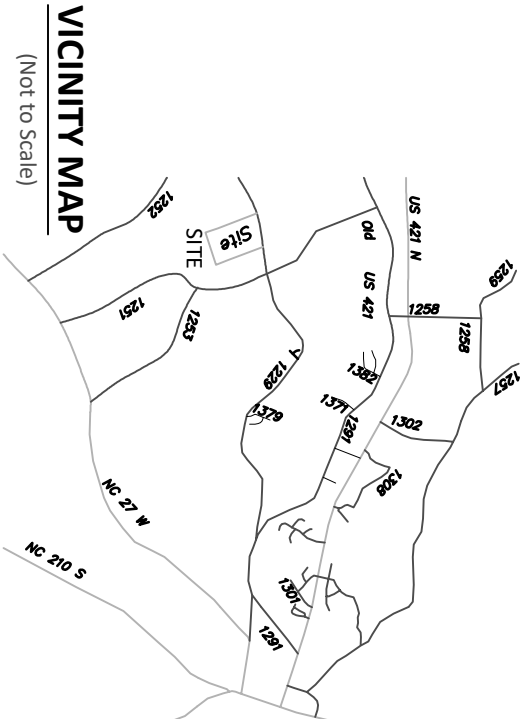 VICINITY MAP
(Not to Scale)
1252
Site
SITE
1251
1253
Old US 421
US 421 N
1259
1258
1258
1257
1229
1382
1371
1291
1302
1379
1308
NC 27 W
NC 210 S
1301
1291